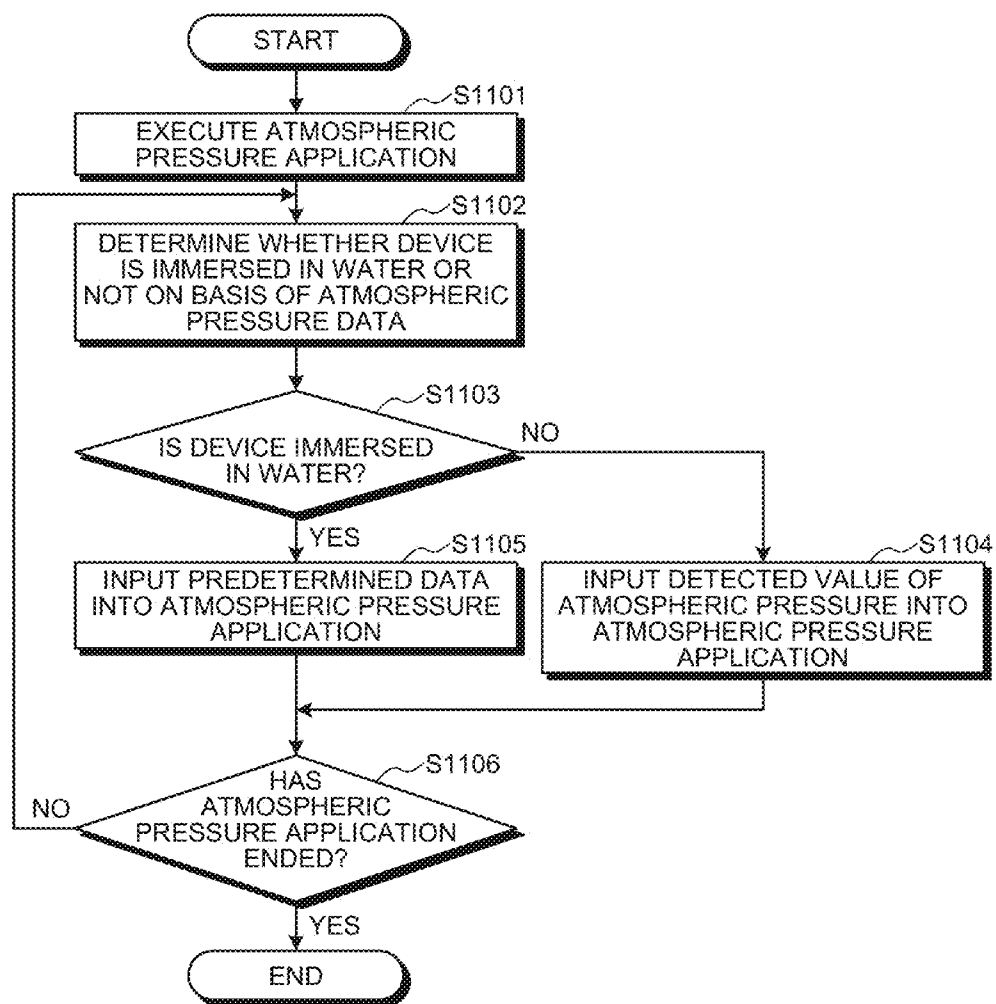 START
S1101
EXECUTE ATMOSPHERIC
PRESSURE APPLICATION
S1102
DETERMINE WHETHER DEVICE
IS IMMERSED IN WATER OR
NOT ON BASIS OF ATMOSPHERIC
PRESSURE DATA
S1103
IS DEVICE IMMERSED
IN WATER?
NO
YES
S1105
INPUT PREDETERMINED DATA
INTO ATMOSPHERIC PRESSURE
APPLICATION
S1104
INPUT DETECTED VALUE OF
ATMOSPHERIC PRESSURE INTO
ATMOSPHERIC PRESSURE
APPLICATION
S1106
HAS
ATMOSPHERIC
PRESSURE APPLICATION
ENDED?
NO
YES
END